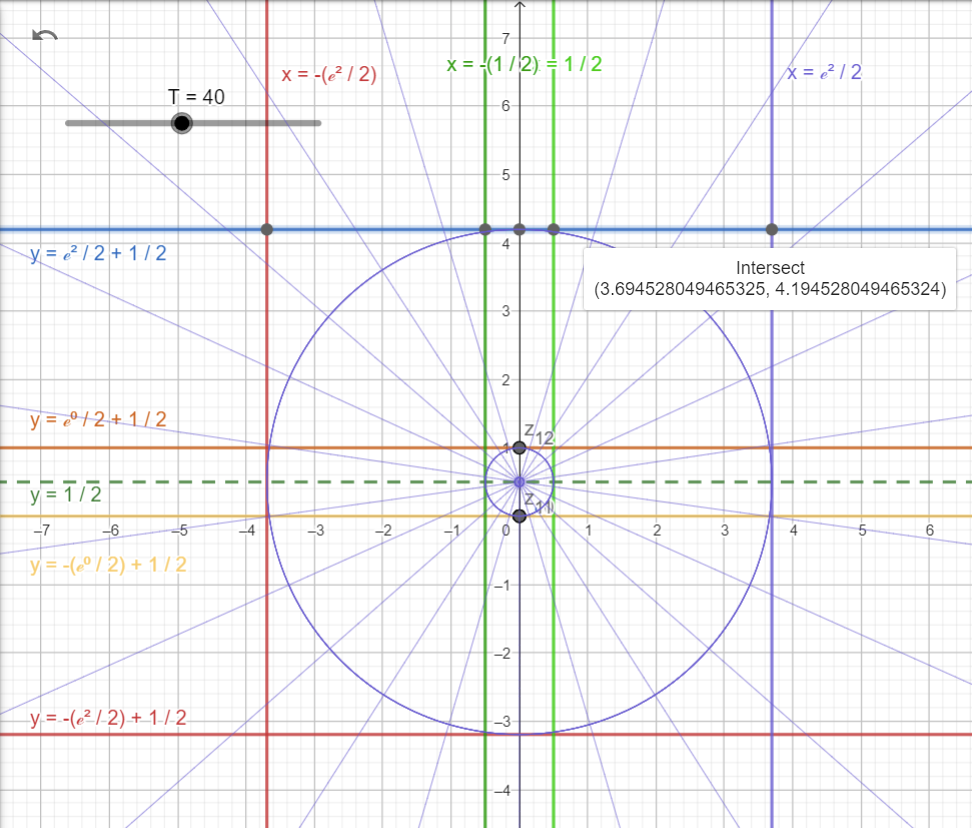 7
x = -(1 / 2) = 1 / 2
x = -(e² / 2)
x = e² / 2
T = 40
6
5
4
y = e² / 2 + 1 / 2
Intersect
(3.694528049465325, 4.194528049465324)
3
2
y = e⁰ / 2 + 1 / 2
z₁₂
1
y = 1 / 2
z₁₁
−7 −6 −5 −4 −3 −2 −1 0 1 2 3 4 5 6
y = -(e⁰ / 2) + 1 / 2
−1
−2
y = -(e² / 2) + 1 / 2
−3
−4